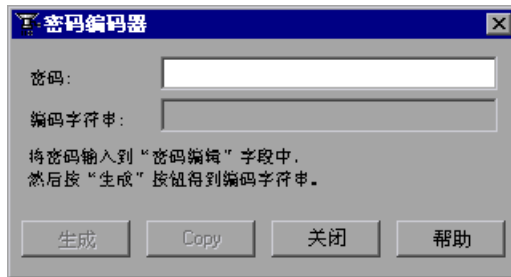 密码编码器
密码:
编码字符串:
将密码输入到“密码编辑”字段中,
然后按“生成”按钮得到编码字符串。
生成 Copy 关闭 帮助